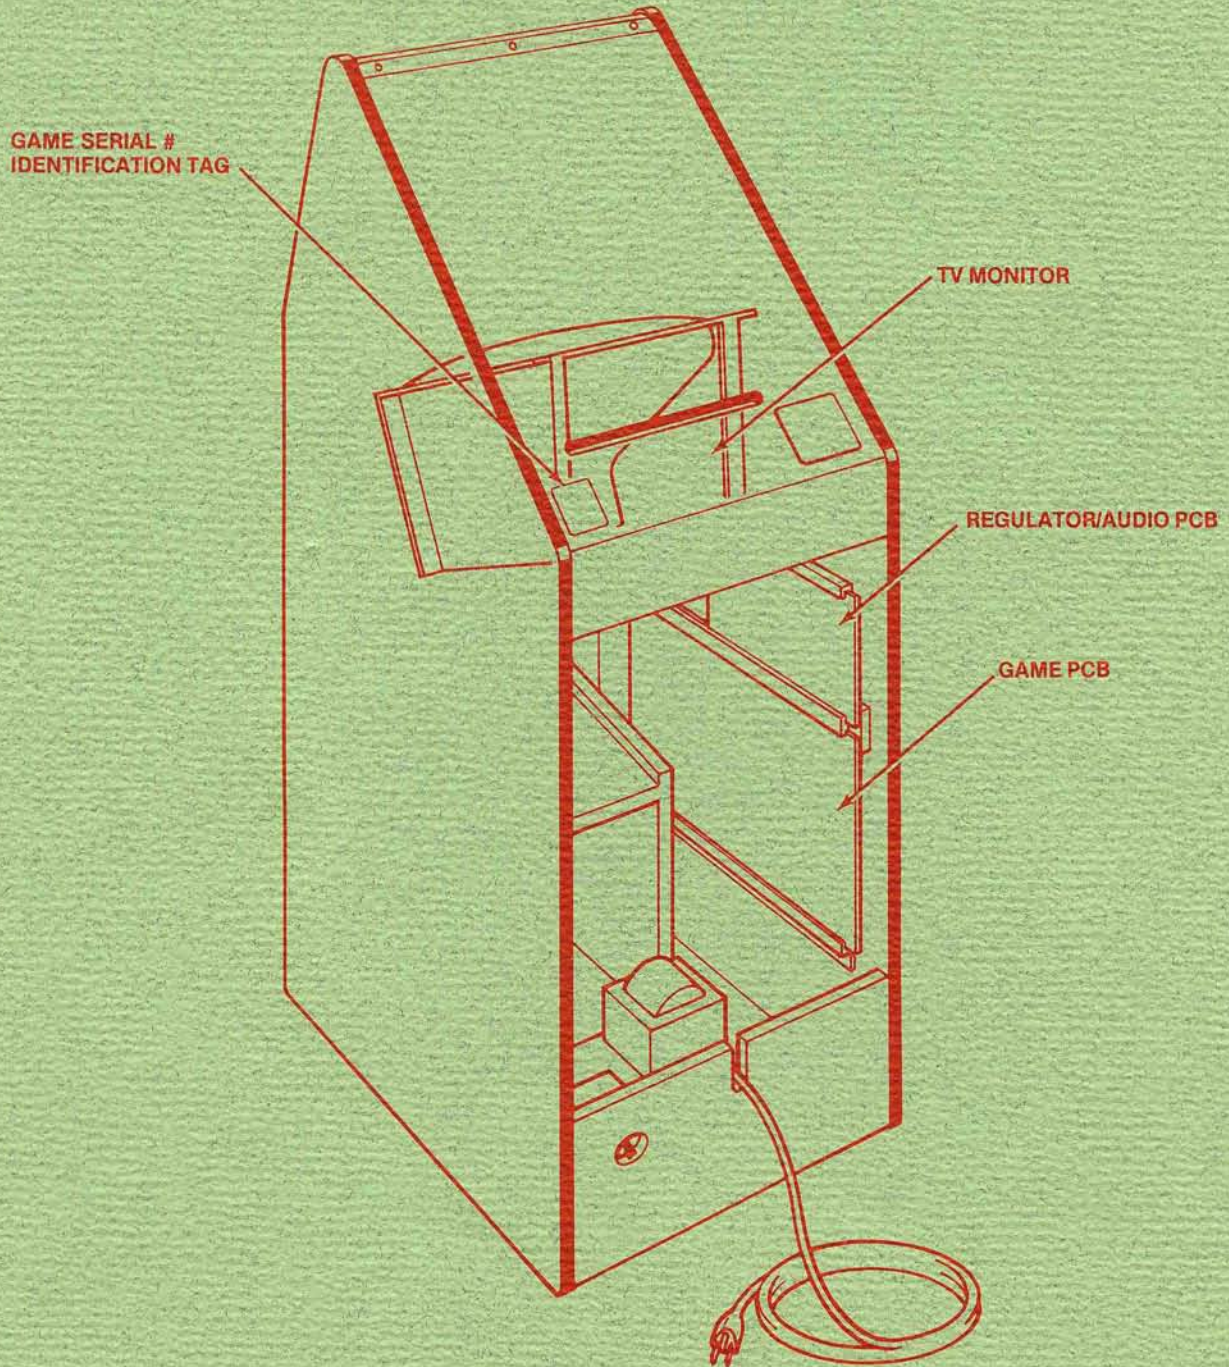 GAME SERIAL #
IDENTIFICATION TAG
TV MONITOR
REGULATOR/AUDIO PCB
GAME PCB